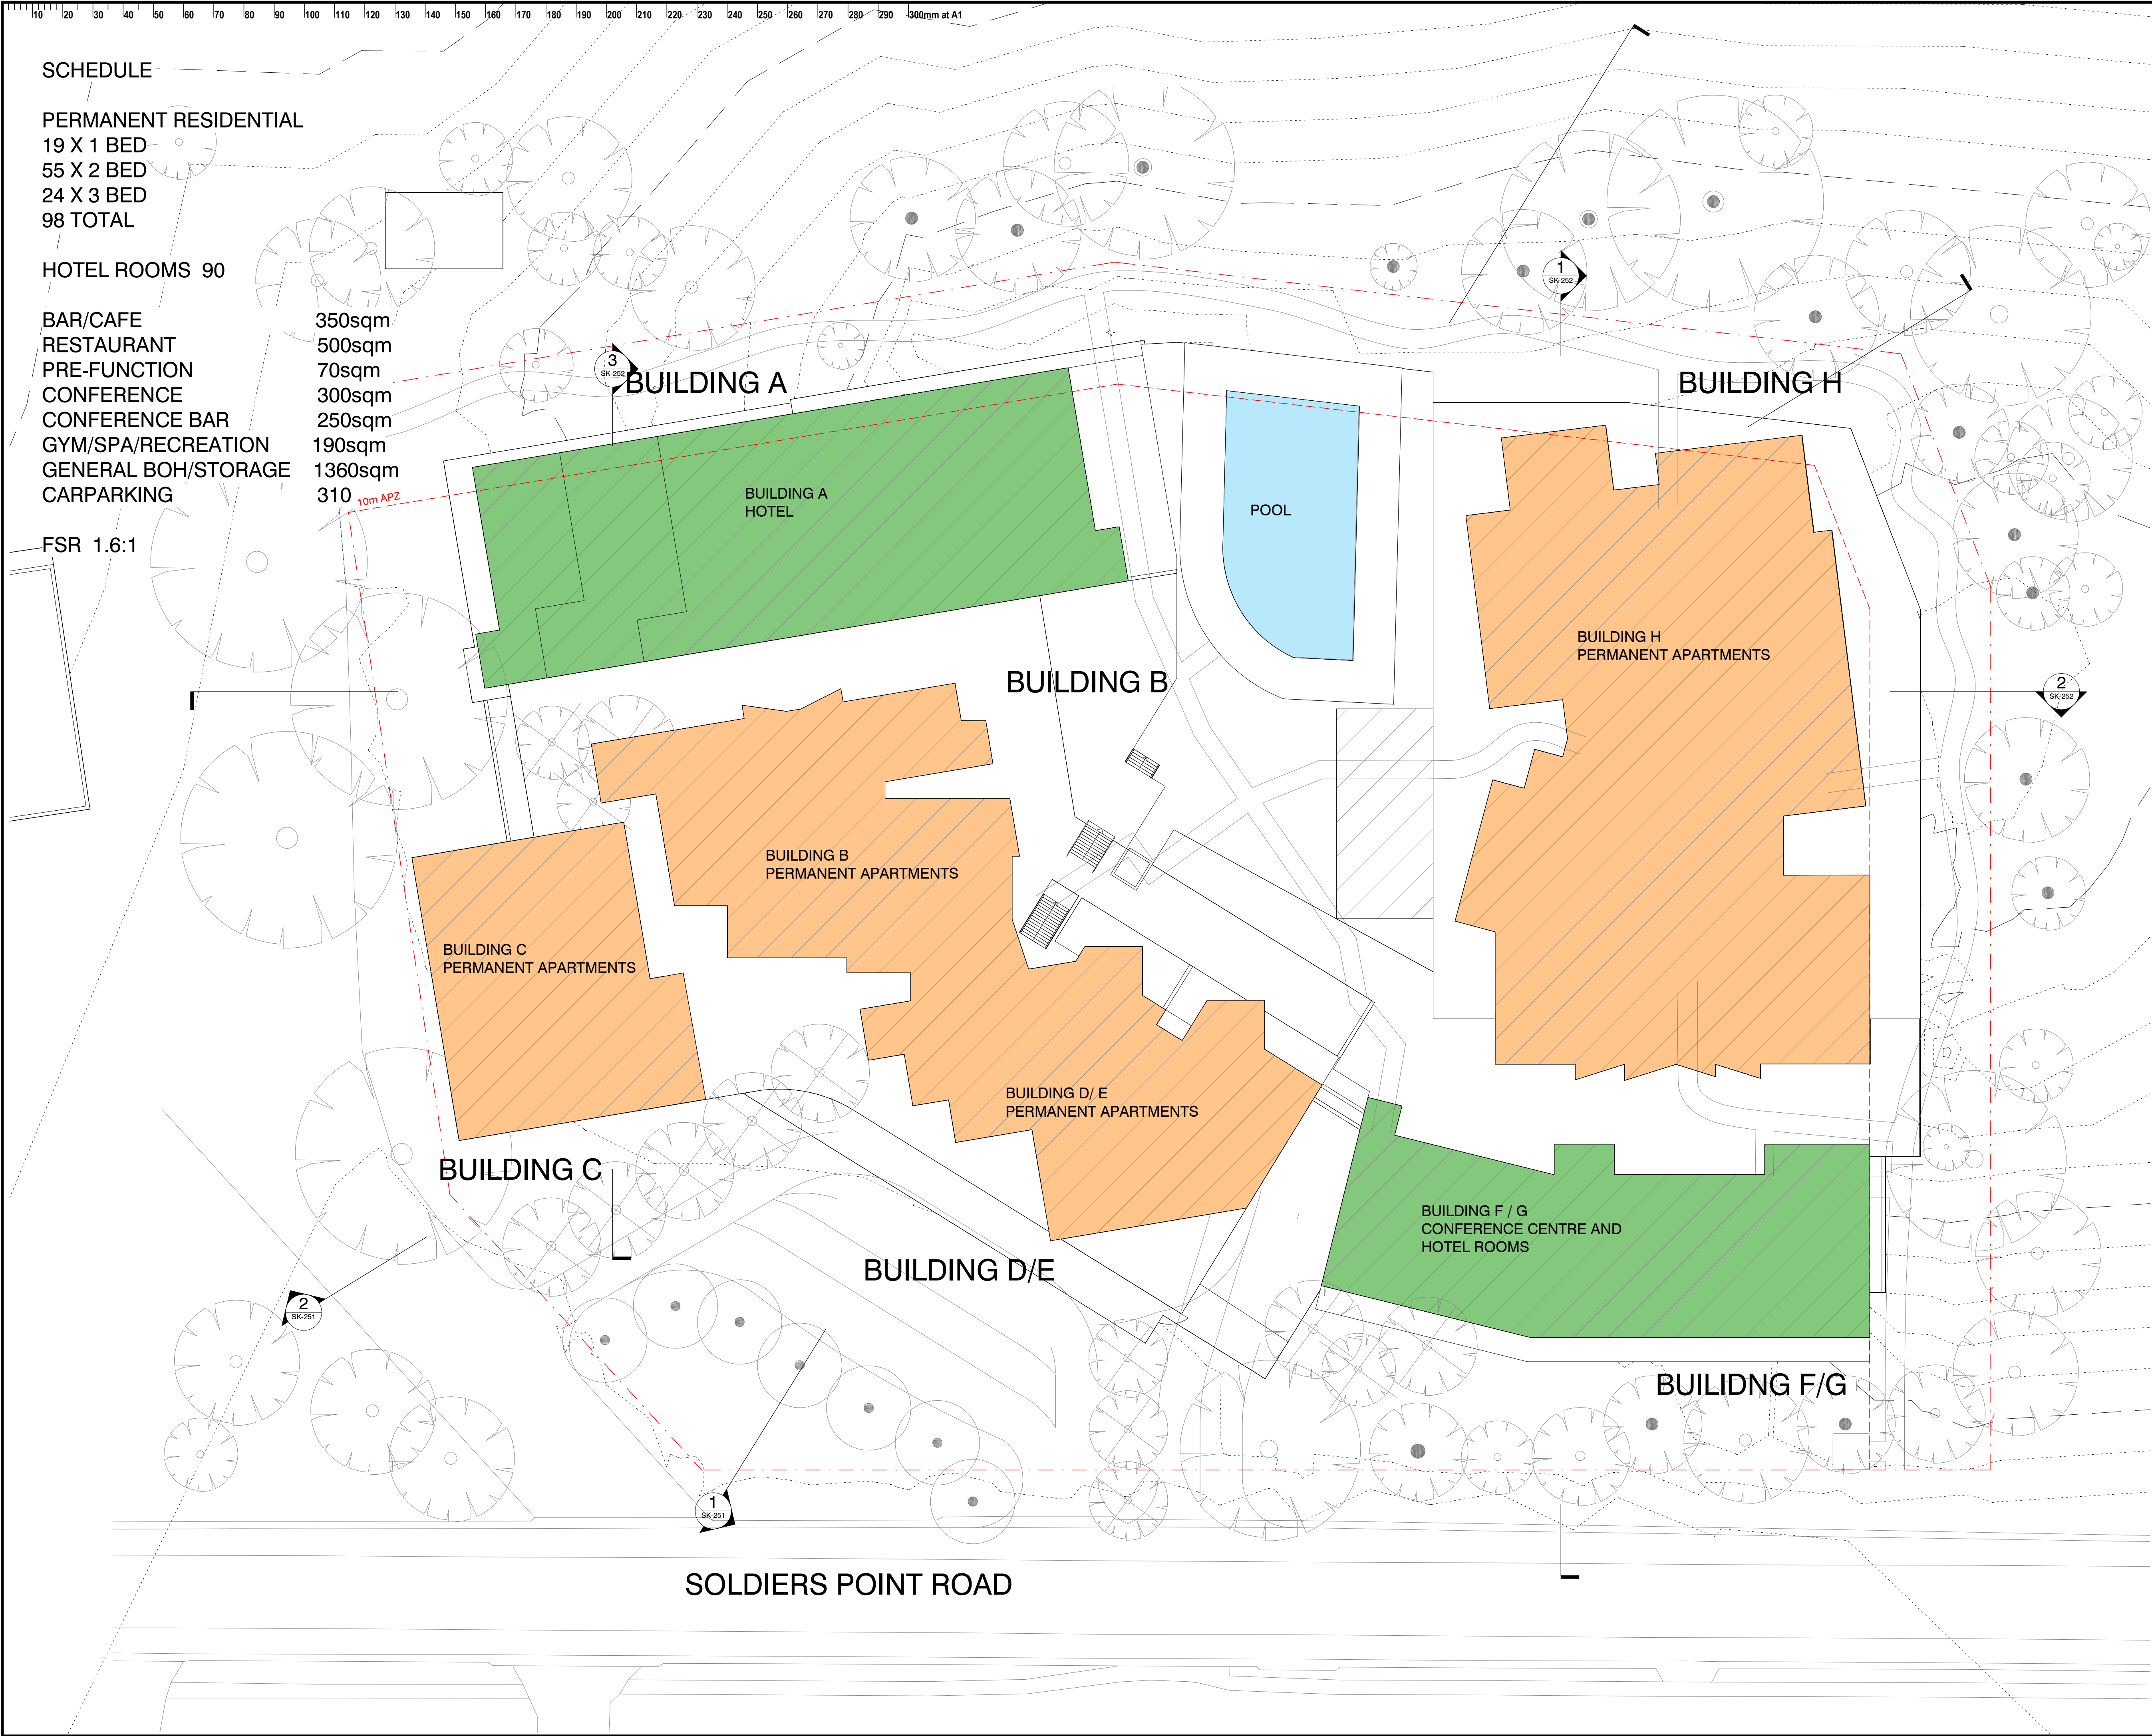 10 20 30 40 50 60 70 80 90 100 110 120 130 140 150 160 170 180 190 200 210 220 230 240 250 260 270 280 290 300mm at A1
SCHEDULE
PERMANENT RESIDENTIAL
19 X 1 BED
55 X 2 BED
24 X 3 BED
98 TOTAL
HOTEL ROOMS 90
BAR/CAFE 350sqm
RESTAURANT 500sqm
PRE-FUNCTION 70sqm
CONFERENCE 300sqm
CONFERENCE BAR 250sqm
GYM/SPA/RECREATION 190sqm
GENERAL BOH/STORAGE 1360sqm
CARPARKING 310
FSR 1.6:1
10m APZ
1
SK-252
3
SK-252
BUILDING A
BUILDING H
BUILDING A
HOTEL
POOL
BUILDING H
PERMANENT APARTMENTS
BUILDING B
2
SK-252
BUILDING B
PERMANENT APARTMENTS
BUILDING C
PERMANENT APARTMENTS
BUILDING D/ E
PERMANENT APARTMENTS
BUILDING C
BUILDING F / G
CONFERENCE CENTRE AND
HOTEL ROOMS
BUILDING D/E
2
SK-251
BUILIDNG F/G
1
SK-251
SOLDIERS POINT ROAD